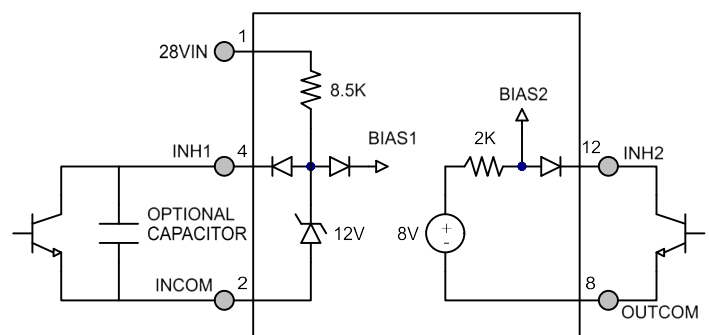 1
28VIN
8.5K
BIAS2
BIAS1
2K
INH1
4
12
INH2
OPTIONAL
CAPACITOR
12V
8V
+
-
INCOM
2
8
OUTCOM